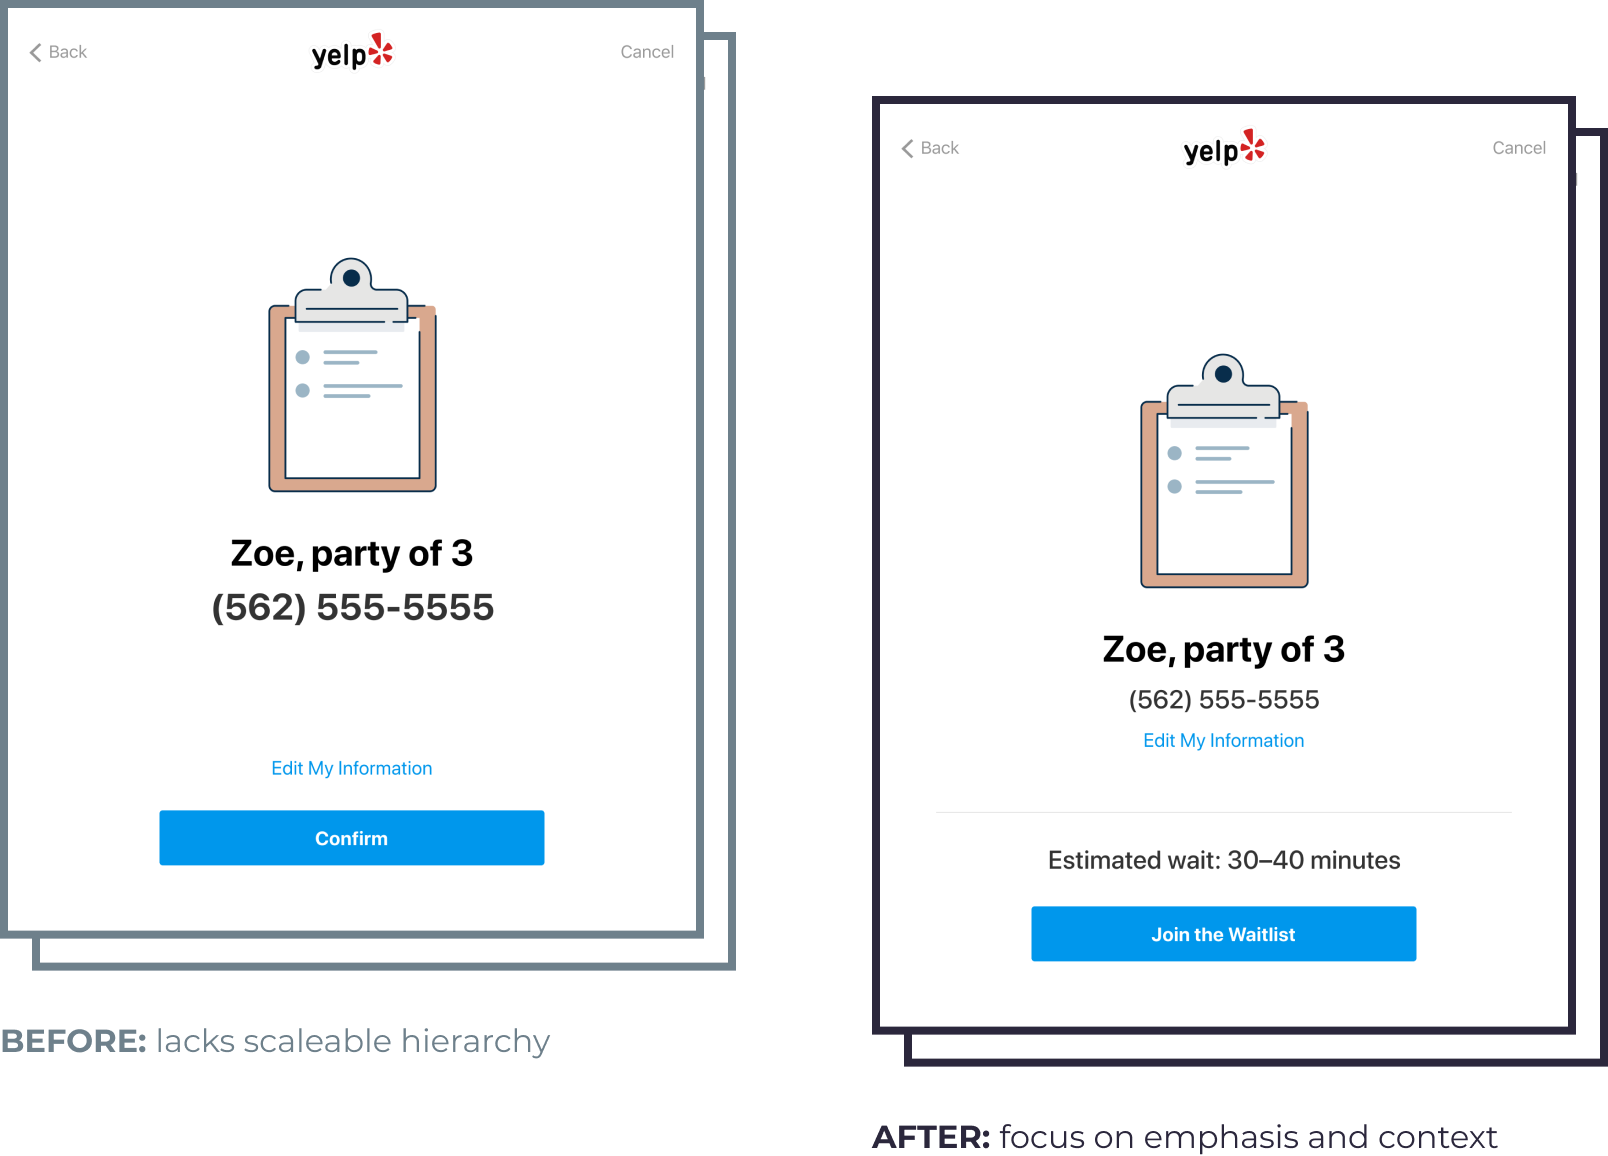 Back
yelp
Cancel
Zoe, party of 3
(562) 555-5555
Edit My Information
Confirm
BEFORE: lacks scaleable hierarchy
Back
yelp
Cancel
Zoe, party of 3
(562) 555-5555
Edit My Information
Estimated wait: 30–40 minutes
Join the Waitlist
AFTER: focus on emphasis and context